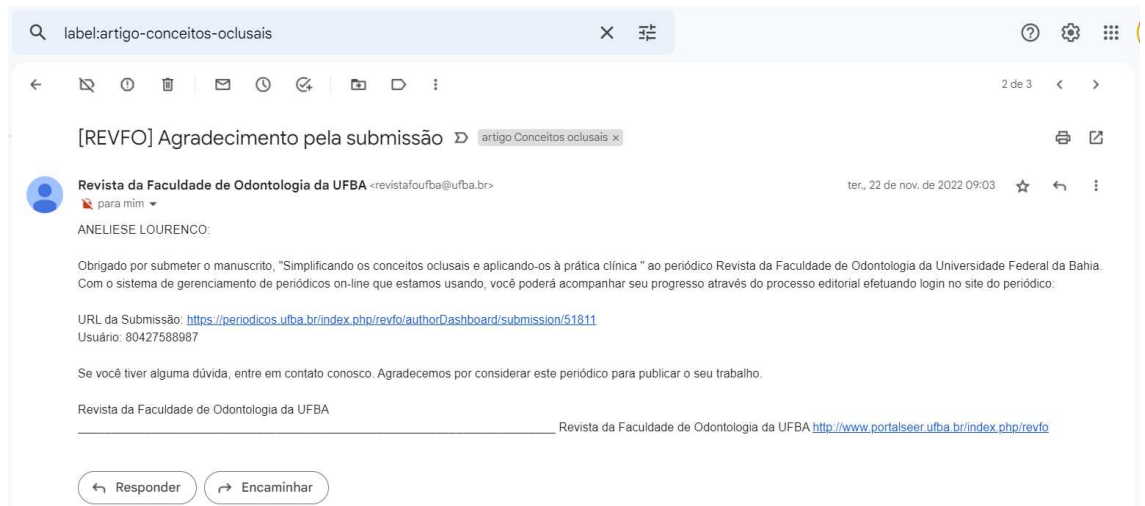 label:artigo-conceitos-oclusais
2 de 3
[REVFO] Agradecimento pela submissão artigo Conceitos oclusais ×
Revista da Faculdade de Odontologia da UFBA <revistafoufba@ufba.br> ter., 22 de nov. de 2022 09:03
para mim
ANELIESE LOURENCO:
Obrigado por submeter o manuscrito, "Simplificando os conceitos oclusais e aplicando-os à prática clínica " ao periódico Revista da Faculdade de Odontologia da Universidade Federal da Bahia.
Com o sistema de gerenciamento de periódicos on-line que estamos usando, você poderá acompanhar seu progresso através do processo editorial efetuando login no site do periódico:
URL da Submissão: https://periodicos.ufba.br/index.php/revfo/authorDashboard/submission/51811
Usuário: 80427588987
Se você tiver alguma dúvida, entre em contato conosco. Agradecemos por considerar este periódico para publicar o seu trabalho.
Revista da Faculdade de Odontologia da UFBA
________________________________________________________________________ Revista da Faculdade de Odontologia da UFBA http://www.portalseer.ufba.br/index.php/revfo
Responder Encaminhar